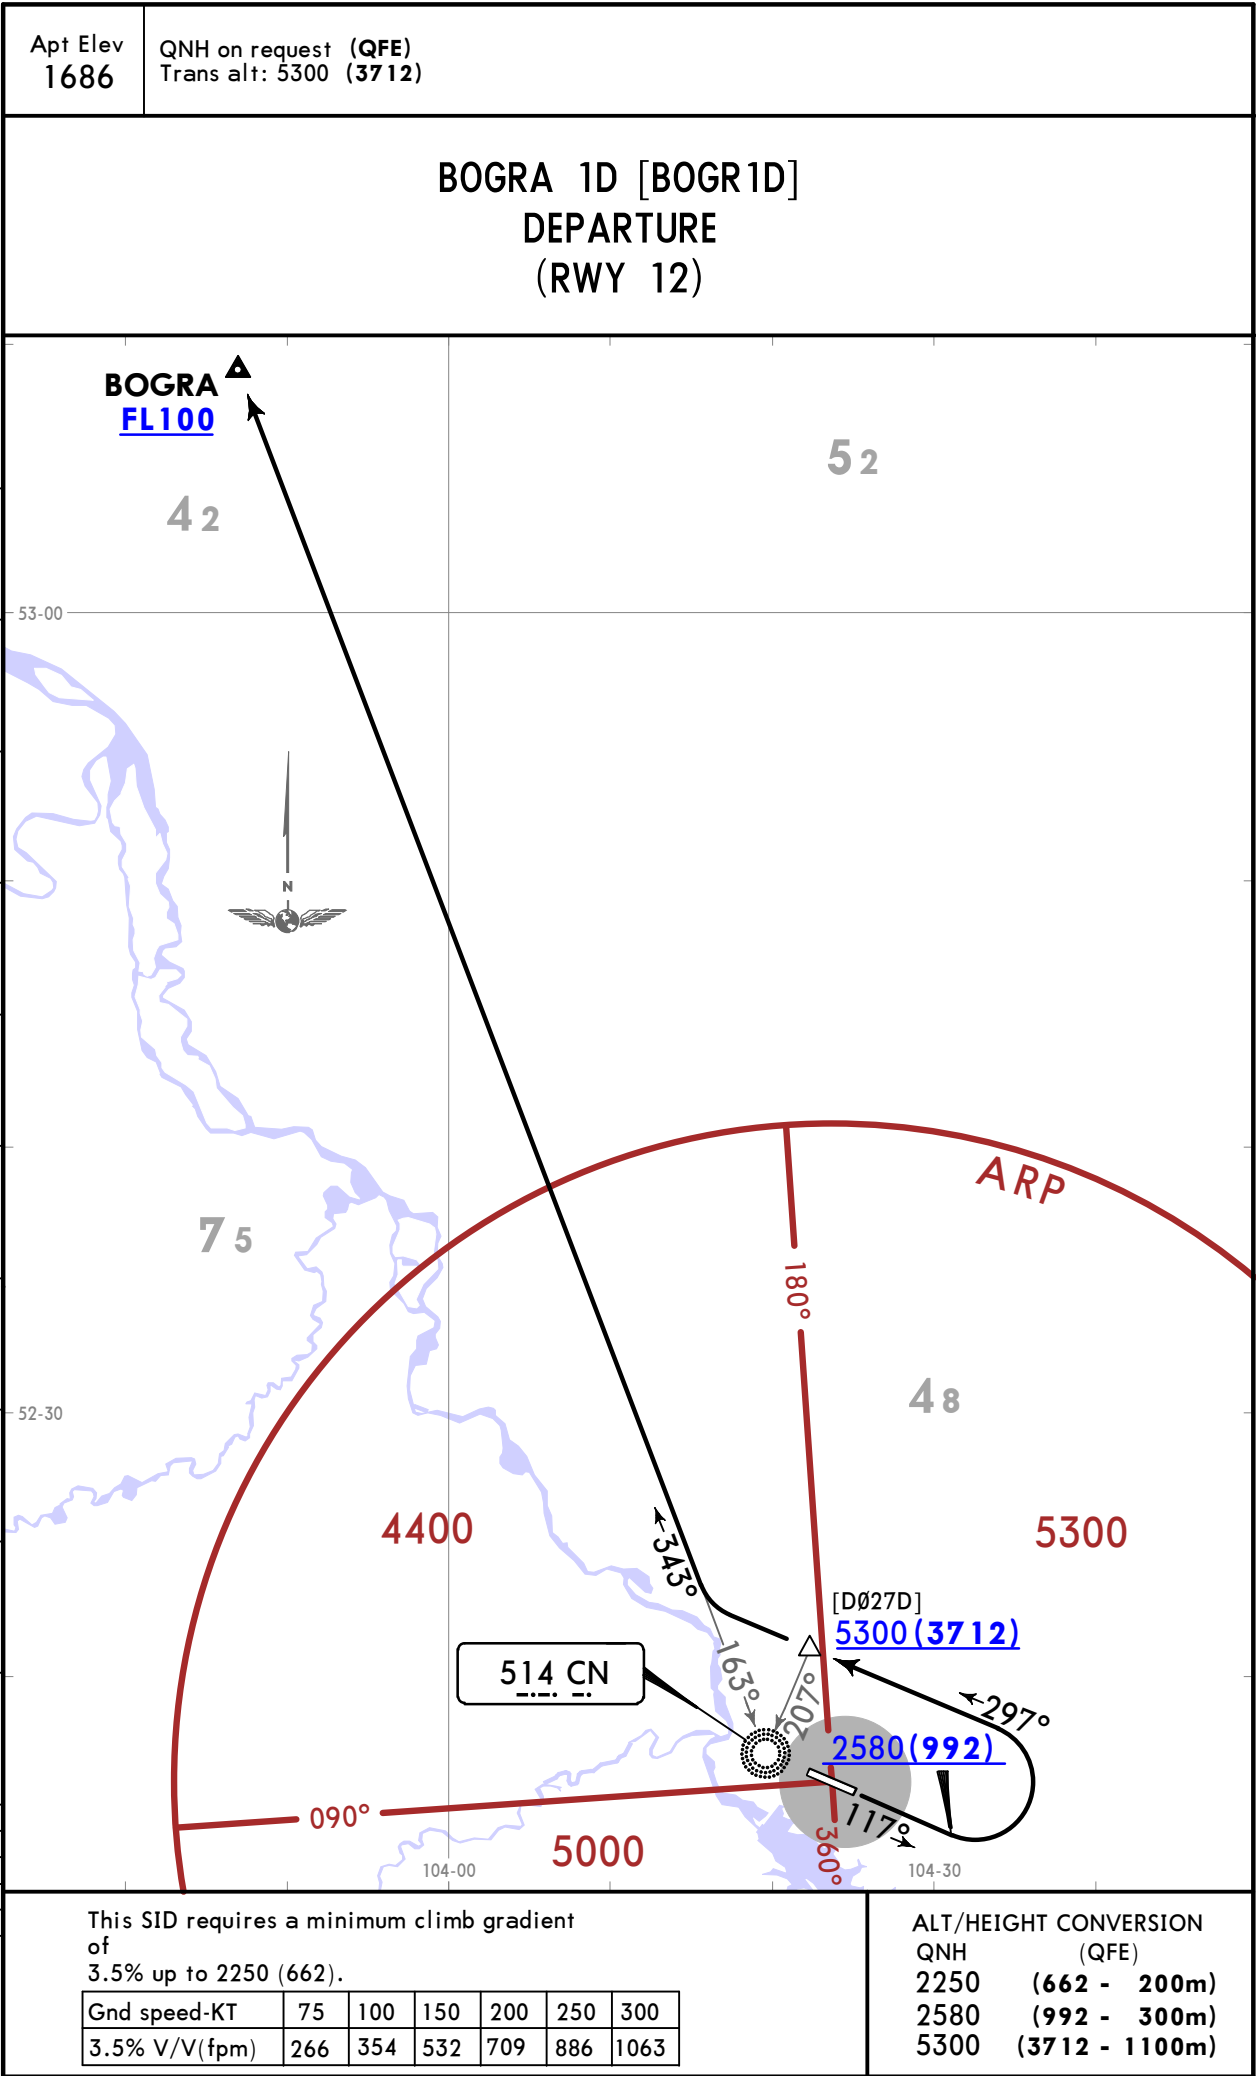 Apt Elev
1686
QNH on request (QFE)
Trans alt: 5300 (3712)
BOGRA 1D [BOGR1D]
DEPARTURE
(RWY 12)
BOGRA
FL100
52
42
53-00
N
ARP
75
180°
52-30
48
4400
5300
343°
[DØ27D]
5300(3712)
514 CN
163°
207°
297°
2580(992)
090°
117°
5000
360°
104-00
104-30
This SID requires a minimum climb gradient
of
3.5% up to 2250 (662).
Gnd speed-KT 75 100 150 200 250 300
3.5% V/V(fpm) 266 354 532 709 886 1063
ALT/HEIGHT CONVERSION
QNH (QFE)
2250 (662 - 200m)
2580 (992 - 300m)
5300 (3712 - 1100m)